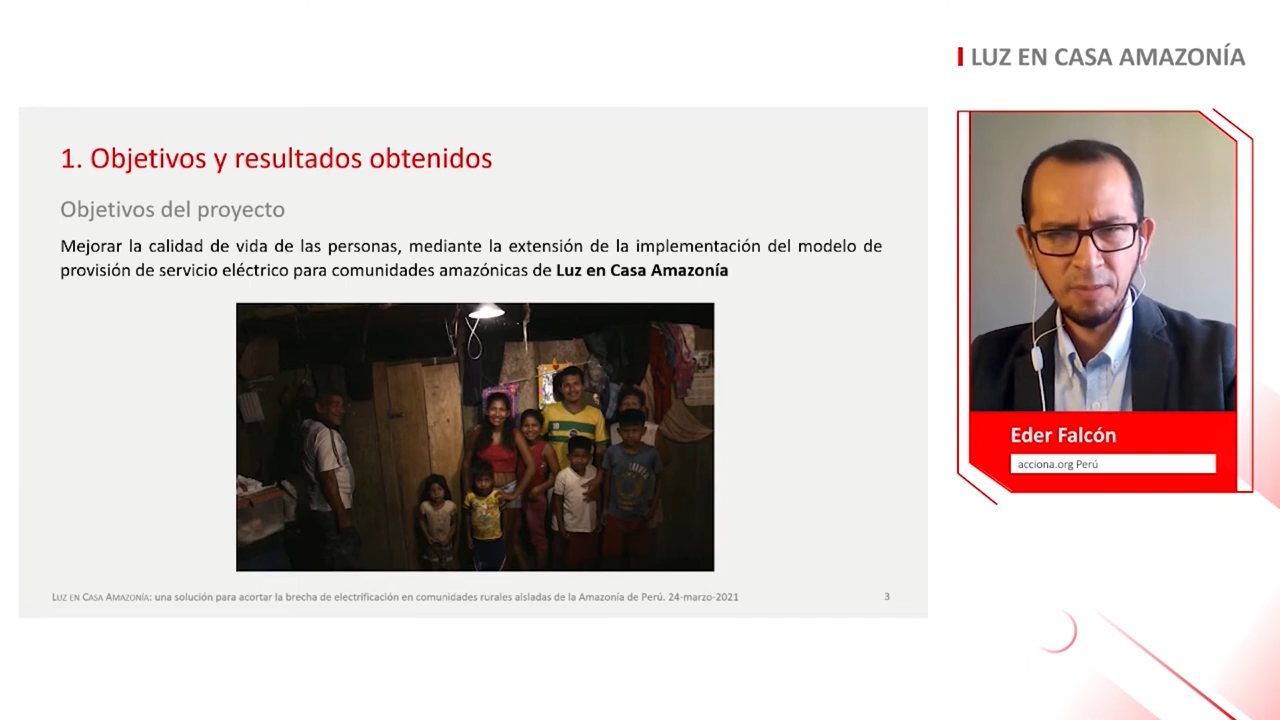 LUZ EN CASA AMAZONÍA
1. Objetivos y resultados obtenidos
Objetivos del proyecto
Mejorar la calidad de vida de las personas, mediante la extensión de la implementación del modelo de
provisión de servicio eléctrico para comunidades amazónicas de Luz en Casa Amazonía
10
LUZ EN CASA AMAZONÍA: una solución para acortar la brecha de electrificación en comunidades rurales aisladas de la Amazonía de Perú. 24-marzo-2021
3
Eder Falcón
acciona.org Perú